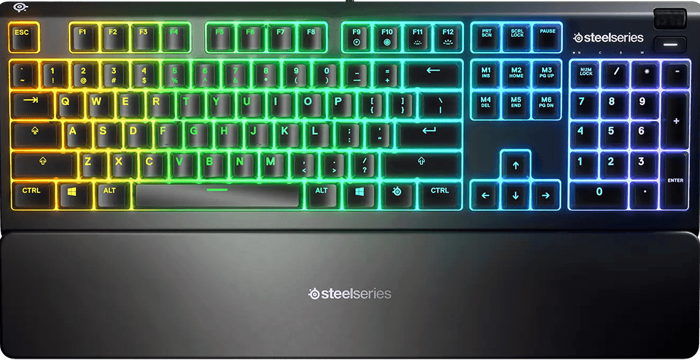 ESC F1 F2 F3 F4 F5 F6 F7 F8 F9 F10 F11 F12 PRT SCN SCRL LOCK PAUSE steelseries
~ ` ! 1 @ 2 # 3 $ 4 % 5 ^ 6 & 7 * 8 ( 9 ) 0 M1 INS M2 HOME M3 PG UP NUM LOCK / * -
Q W E R T Y U I O P { [ } ] | \ M4 DEL M5 END M6 PG DN 7 8 9 +
A S D F G H J K L : ; " ' 4 5 6
Z X C V B N M < , > . ? / 1 2 3 ENTER
CTRL ALT ALT CTRL 0 .
steelseries